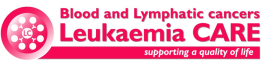 Blood and Lymphatic cancers
Leukaemia CARE
supporting a quality of life